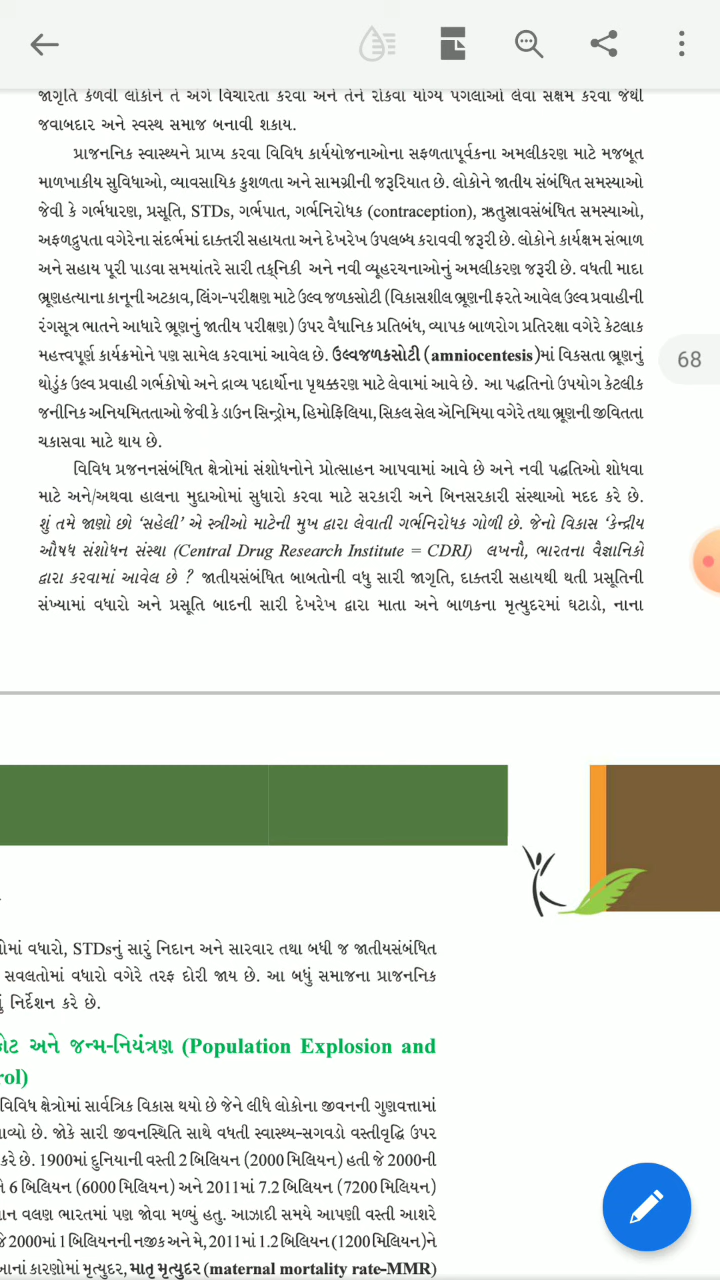 જાગૃતિ કેળવી લોકોને તે અંગે વિચારતા કરવા અને તેને રોકવા યોગ્ય પગલાઓ લેવા સક્ષમ કરવા જેથી
જવાબદાર અને સ્વસ્થ સમાજ બનાવી શકાય.
પ્રાજનનિક સ્વાસ્થ્યને પ્રાપ્ય કરવા વિવિધ કાર્યયોજનાઓના સફળતાપૂર્વકના અમલીકરણ માટે મજબૂત
માળખાકીય સુવિધાઓ, વ્યાવસાયિક કુશળતા અને સામગ્રીની જરૂરિયાત છે. લોકોને જાતીય સંબંધિત સમસ્યાઓ
જેવી કે ગર્ભધારણ, પ્રસૂતિ, STDs, ગર્ભપાત, ગર્ભનિરોધક (contraception), ઋતુસ્રાવસંબંધિત સમસ્યાઓ,
અફળદ્રુપતા વગેરેના સંદર્ભમાં દાક્તરી સહાયતા અને દેખરેખ ઉપલબ્ધ કરાવવી જરૂરી છે. લોકોને કાર્યક્ષમ સંભાળ
અને સહાય પૂરી પાડવા સમયાંતરે સારી તક્નિકી અને નવી વ્યૂહરચનાઓનું અમલીકરણ જરૂરી છે. વધતી માદા
ભ્રૂણહત્યાના કાનૂની અટકાવ, લિંગ-પરીક્ષણ માટે ઉલ્વ જળકસોટી (વિકાસશીલ ભ્રૂણની ફરતે આવેલ ઉલ્વ પ્રવાહીની
રંગસૂત્ર ભાતને આધારે ભ્રૂણનું જાતીય પરીક્ષણ) ઉપર વૈધાનિક પ્રતિબંધ, વ્યાપક બાળરોગ પ્રતિરક્ષા વગેરે કેટલાક
મહત્ત્વપૂર્ણ કાર્યક્રમોને પણ સામેલ કરવામાં આવેલ છે. ઉલ્વજળકસોટી (amniocentesis)માં વિકસતા ભ્રૂણનું
થોડુંક ઉલ્વ પ્રવાહી ગર્ભકોષો અને દ્રાવ્ય પદાર્થોના પૃથક્કરણ માટે લેવામાં આવે છે. આ પદ્ધતિનો ઉપયોગ કેટલીક
જનીનિક અનિયમિતતાઓ જેવી કે ડાઉન સિન્ડ્રોમ, હિમોફિલિયા, સિકલ સેલ ઍનિમિયા વગેરે તથા ભ્રૂણની જીવિતતા
ચકાસવા માટે થાય છે.
68
વિવિધ પ્રજનનસંબંધિત ક્ષેત્રોમાં સંશોધનોને પ્રોત્સાહન આપવામાં આવે છે અને નવી પદ્ધતિઓ શોધવા
માટે અને/અથવા હાલના મુદાઓમાં સુધારો કરવા માટે સરકારી અને બિનસરકારી સંસ્થાઓ મદદ કરે છે.
શું તમે જાણો છો ‘સહેલી’ એ સ્ત્રીઓ માટેની મુખ દ્વારા લેવાતી ગર્ભનિરોધક ગોળી છે. જેનો વિકાસ ‘કેન્દ્રીય
ઔષધ સંશોધન સંસ્થા (Central Drug Research Institute = CDRI) લખનૌ, ભારતના વૈજ્ઞાનિકો
દ્વારા કરવામાં આવેલ છે ? જાતીયસંબંધિત બાબતોની વધુ સારી જાગૃતિ, દાક્તરી સહાયથી થતી પ્રસૂતિની
સંખ્યામાં વધારો અને પ્રસૂતિ બાદની સારી દેખરેખ દ્વારા માતા અને બાળકના મૃત્યુદરમાં ઘટાડો, નાના
ોમાં વધારો, STDsનું સારું નિદાન અને સારવાર તથા બધી જ જાતીયસંબંધિત
સવલતોમાં વધારો વગેરે તરફ દોરી જાય છે. આ બધું સમાજના પ્રાજનનિક
નિર્દેશન કરે છે.
ોટ અને જન્મ-નિયંત્રણ (Population Explosion and
rol)
વિવિધ ક્ષેત્રોમાં સાર્વત્રિક વિકાસ થયો છે જેને લીધે લોકોના જીવનની ગુણવત્તામાં
ાવ્યો છે. જોકે સારી જીવનસ્થિતિ સાથે વધતી સ્વાસ્થ્ય-સગવડો વસ્તીવૃદ્ધિ ઉપર
કરે છે. 1900માં દુનિયાની વસ્તી 2 બિલિયન (2000 મિલિયન) હતી જે 2000ની
6 બિલિયન (6000 મિલિયન) અને 2011માં 7.2 બિલિયન (7200 મિલિયન)
ાન વલણ ભારતમાં પણ જોવા મળ્યું હતુ. આઝાદી સમયે આપણી વસ્તી આશરે
જે 2000માં 1 બિલિયનની નજીક અને મે, 2011માં 1.2 બિલિયન (1200 મિલિયન)ને
આનાં કારણોમાં મૃત્યુદર, માતૃ મૃત્યુદર (maternal mortality rate-MMR)